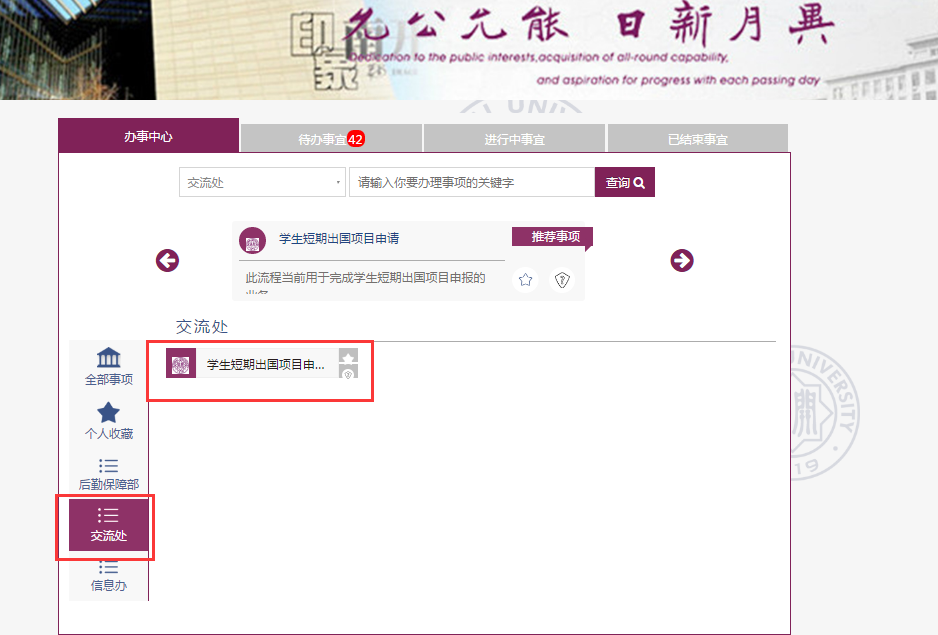 允公允能 日新月異
印象
南开
Dedication to the public interests,acquisition of all-round capability,
and aspiration for progress with each passing day
办事中心
待办事宜 42
进行中事宜
已结束事宜
交流处
请输入你要办理事项的关键字
查询
学生短期出国项目申请
推荐事项
此流程当前用于完成学生短期出国项目申报的
交流处
全部事项
学生短期出国项目申...
个人收藏
后勤保障部
交流处
信息办
UNIVERSITY
19